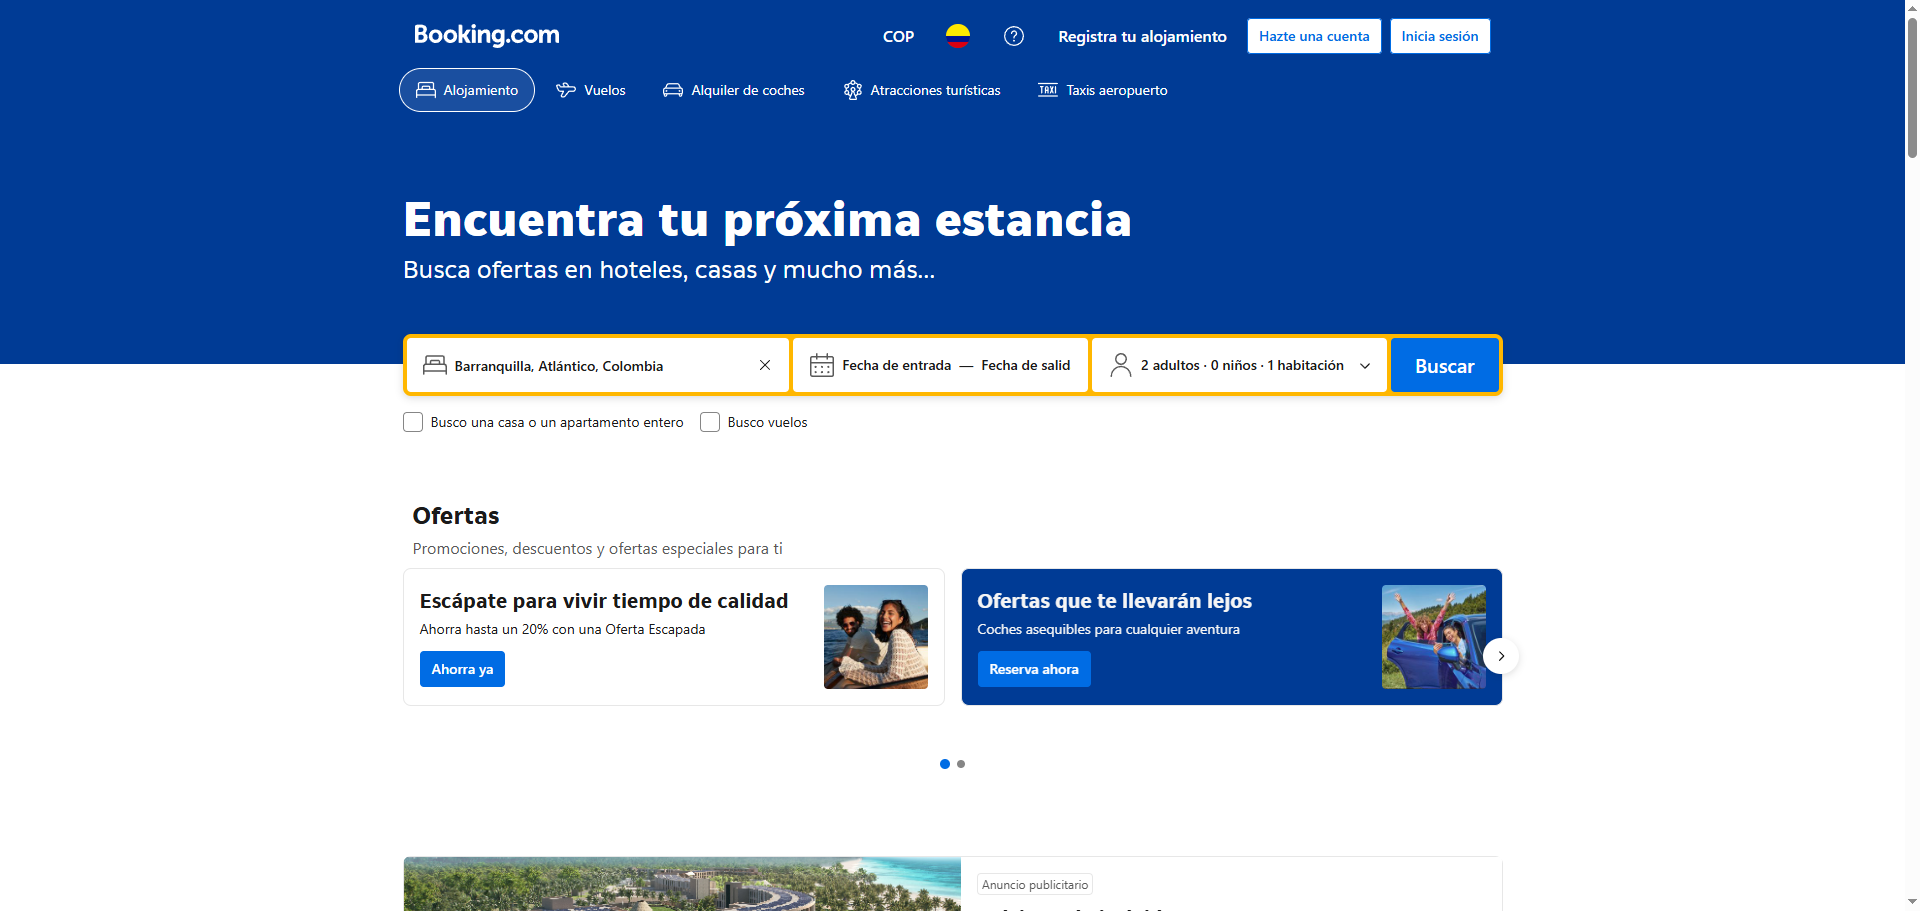 Booking.com
COP
Registra tu alojamiento
Hazte una cuenta
Inicia sesión
Alojamiento
Vuelos
Alquiler de coches
Atracciones turísticas
TAXI
Taxis aeropuerto
Encuentra tu próxima estancia
Busca ofertas en hoteles, casas y mucho más...
Barranquilla, Atlántico, Colombia
Fecha de entrada — Fecha de salid
2 adultos · 0 niños · 1 habitación
Buscar
Busco una casa o un apartamento entero
Busco vuelos
Ofertas
Promociones, descuentos y ofertas especiales para ti
Escápate para vivir tiempo de calidad
Ahorra hasta un 20% con una Oferta Escapada
Ahorra ya
Ofertas que te llevarán lejos
Coches asequibles para cualquier aventura
Reserva ahora
Anuncio publicitario